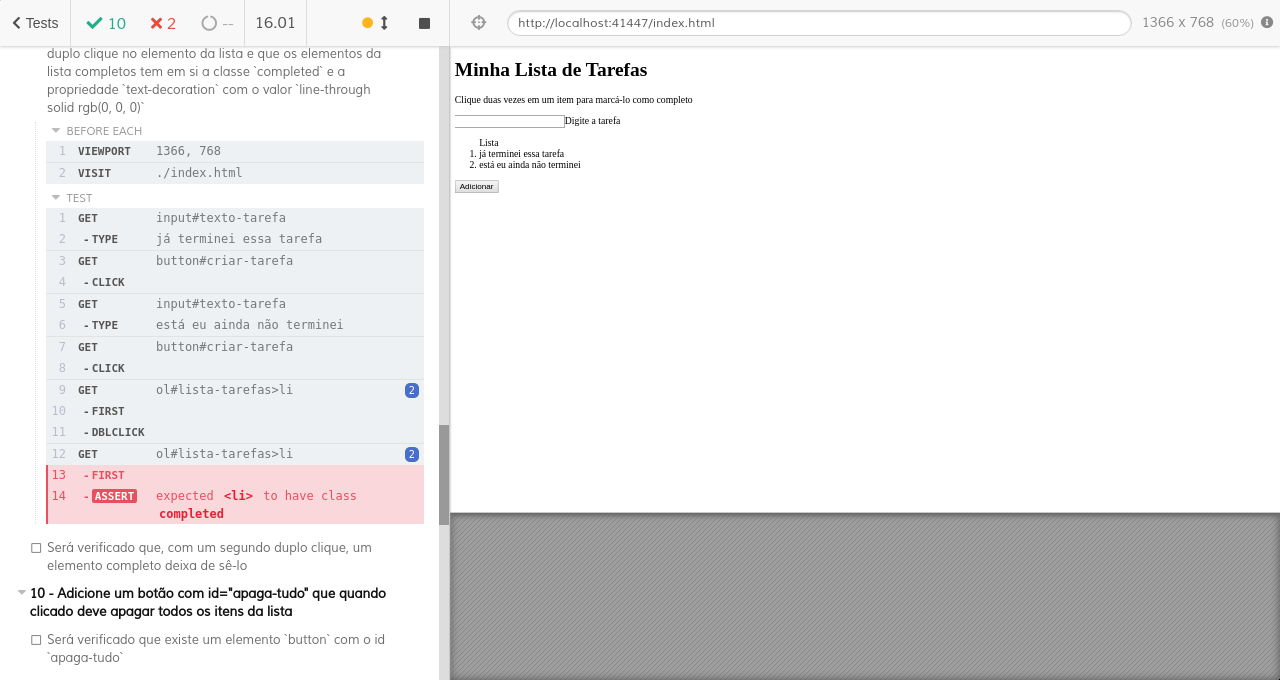 Tests 10 2 -- 16.01
http://localhost:41447/index.html 1366 x 768 (60%)
duplo clique no elemento da lista e que os elementos da
lista completos tem em si a classe `completed` e a
propriedade `text-decoration` com o valor `line-through
solid rgb(0, 0, 0)`
BEFORE EACH
1 VIEWPORT 1366, 768
2 VISIT ./index.html
TEST
1 GET input#texto-tarefa
2 -TYPE já terminei essa tarefa
3 GET button#criar-tarefa
4 -CLICK
5 GET input#texto-tarefa
6 -TYPE está eu ainda não terminei
7 GET button#criar-tarefa
8 -CLICK
9 GET ol#lista-tarefas>li 2
10 -FIRST
11 -DBLCLICK
12 GET ol#lista-tarefas>li 2
13 -FIRST
14 -ASSERT expected <li> to have class
completed
Será verificado que, com um segundo duplo clique, um
elemento completo deixa de sê-lo
10 - Adicione um botão com id="apaga-tudo" que quando
clicado deve apagar todos os itens da lista
Será verificado que existe um elemento `button` com o id
`apaga-tudo`
Minha Lista de Tarefas
Clique duas vezes em um item para marcá-lo como completo
Digite a tarefa
Lista
1. já terminei essa tarefa
2. está eu ainda não terminei
Adicionar